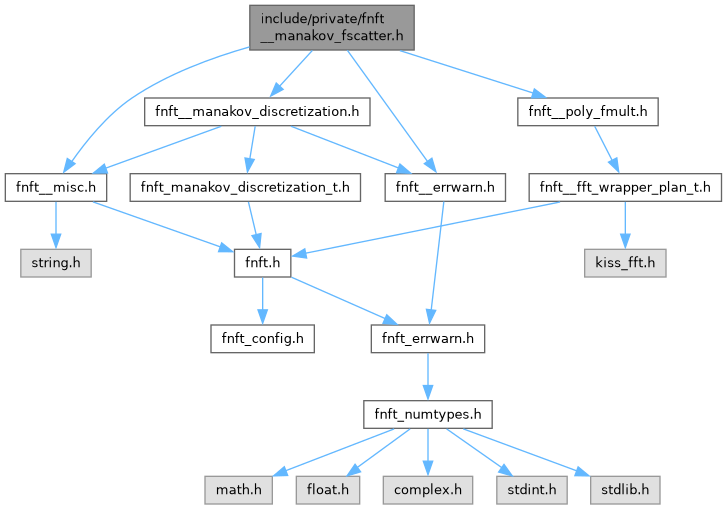 include/private/fnft
__manakov_fscatter.h
fnft__manakov_discretization.h
fnft__poly_fmult.h
fnft__misc.h
fnft_manakov_discretization_t.h
fnft__errwarn.h
fnft__fft_wrapper_plan_t.h
string.h
fnft.h
kiss_fft.h
fnft_config.h
fnft_errwarn.h
fnft_numtypes.h
math.h
float.h
complex.h
stdint.h
stdlib.h